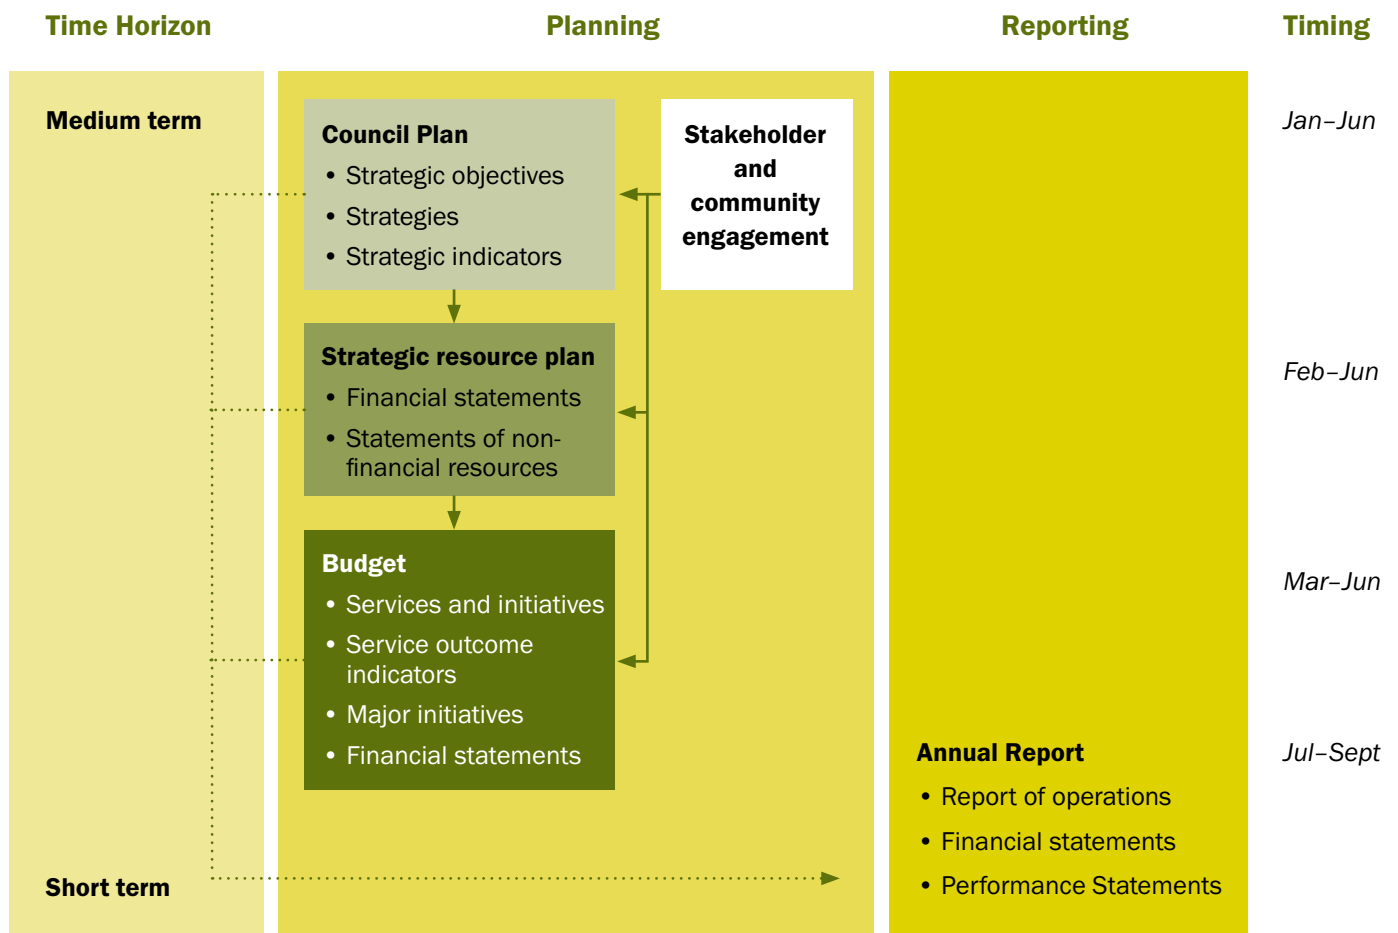 Time Horizon
Planning
Reporting
Timing
Medium term
Council Plan
• Strategic objectives
• Strategies
• Strategic indicators
Stakeholder
and
community
engagement
Jan–Jun
Strategic resource plan
• Financial statements
• Statements of non-
financial resources
Feb–Jun
Budget
• Services and initiatives
• Service outcome
indicators
• Major initiatives
• Financial statements
Mar–Jun
Annual Report
• Report of operations
• Financial statements
• Performance Statements
Jul–Sept
Short term